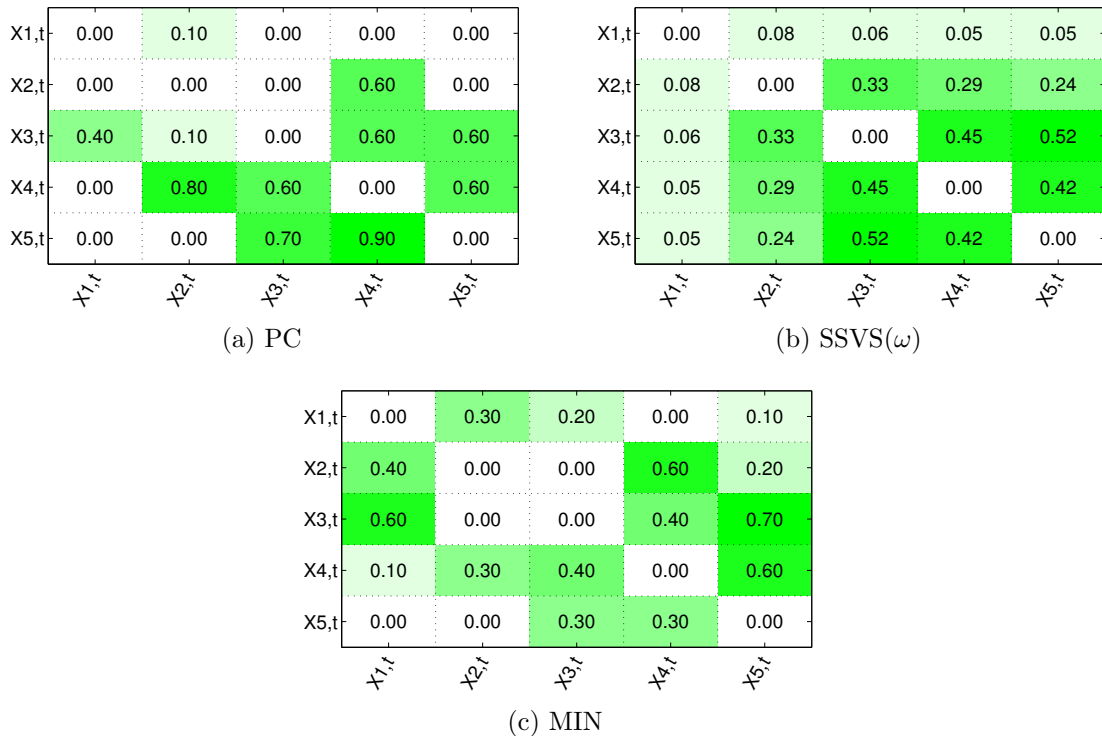 X1,t 0.00 0.10 0.00 0.00 0.00
X2,t 0.00 0.00 0.00 0.60 0.00
X3,t 0.40 0.10 0.00 0.60 0.60
X4,t 0.00 0.80 0.60 0.00 0.60
X5,t 0.00 0.00 0.70 0.90 0.00
X1,t X2,t X3,t X4,t X5,t
(a) PC
X1,t 0.00 0.08 0.06 0.05 0.05
X2,t 0.08 0.00 0.33 0.29 0.24
X3,t 0.06 0.33 0.00 0.45 0.52
X4,t 0.05 0.29 0.45 0.00 0.42
X5,t 0.05 0.24 0.52 0.42 0.00
X1,t X2,t X3,t X4,t X5,t
(b) SSVS(ω)
X1,t 0.00 0.30 0.20 0.00 0.10
X2,t 0.40 0.00 0.00 0.60 0.20
X3,t 0.60 0.00 0.00 0.40 0.70
X4,t 0.10 0.30 0.40 0.00 0.60
X5,t 0.00 0.00 0.30 0.30 0.00
X1,t X2,t X3,t X4,t X5,t
(c) MIN